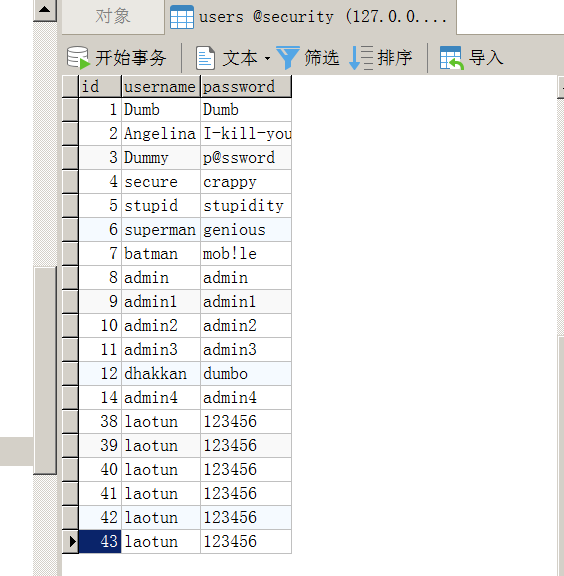 对象 users @security (127.0.0....
开始事务 文本 筛选 排序 导入
id username password
1 Dumb Dumb
2 Angelina I-kill-you
3 Dummy p@ssword
4 secure crappy
5 stupid stupidity
6 superman genious
7 batman mob!le
8 admin admin
9 admin1 admin1
10 admin2 admin2
11 admin3 admin3
12 dhakkan dumbo
14 admin4 admin4
38 laotun 123456
39 laotun 123456
40 laotun 123456
41 laotun 123456
42 laotun 123456
43 laotun 123456